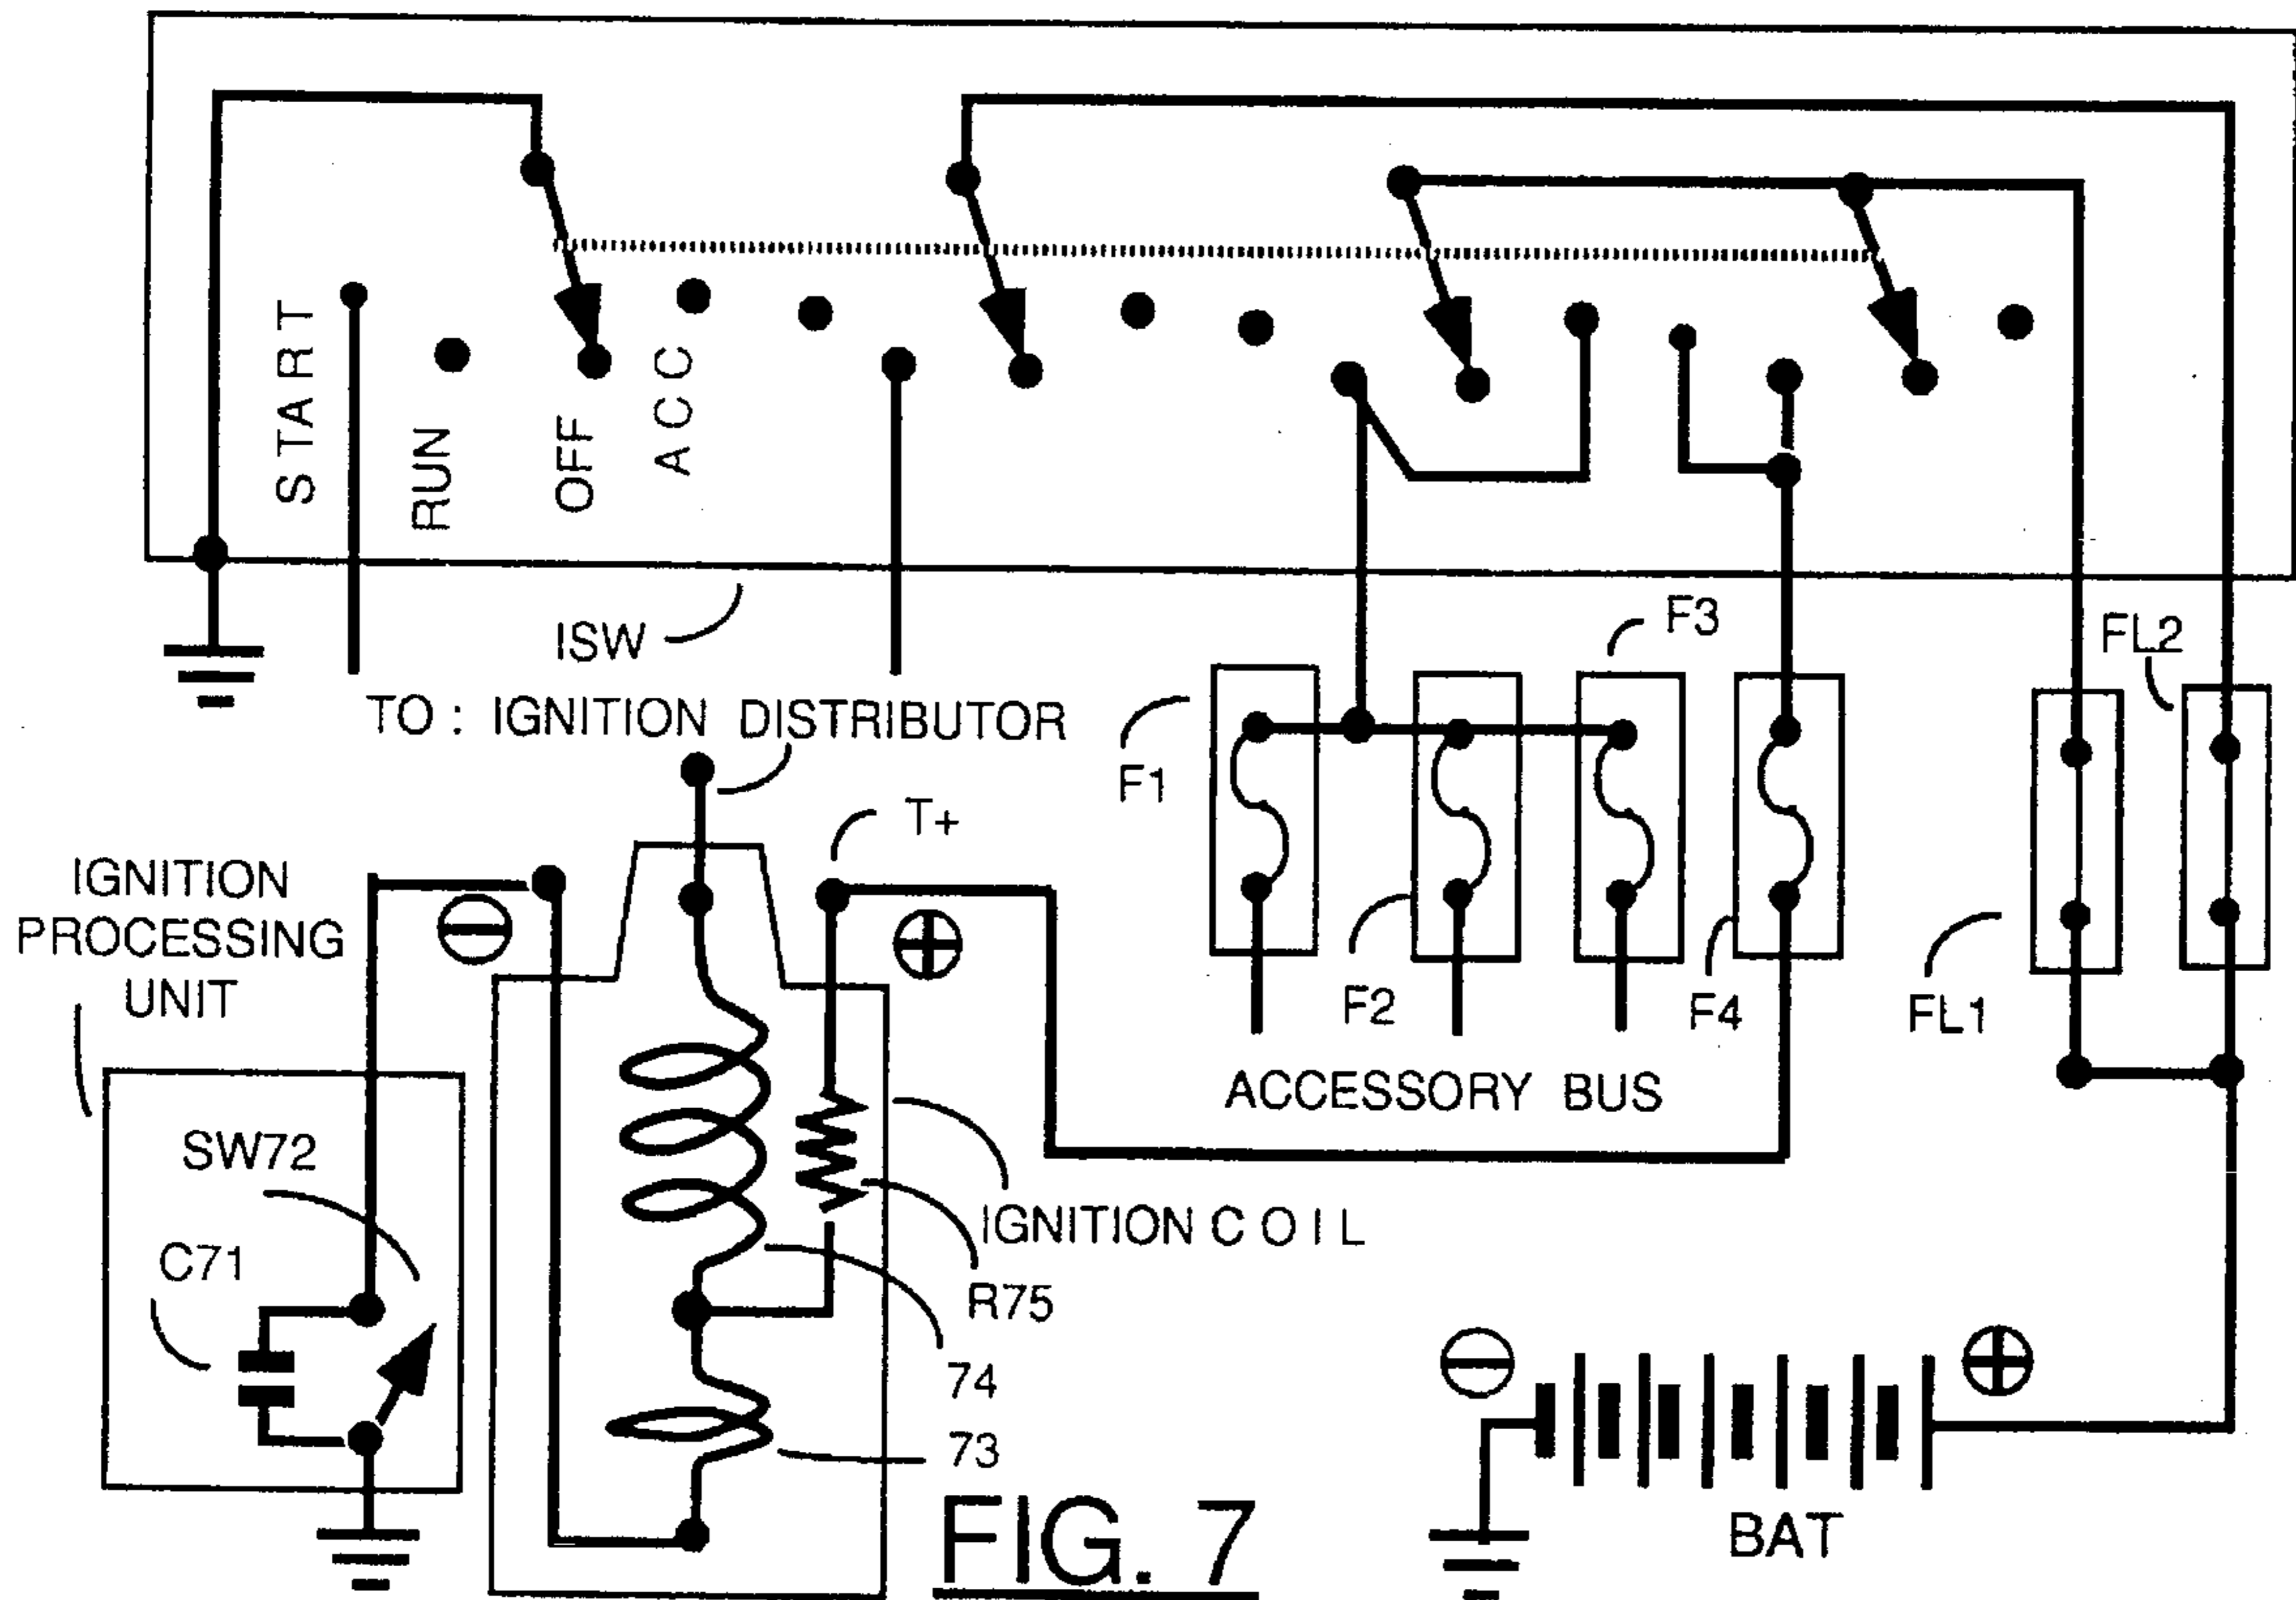 START
RUN
OFF
ACC
ISW
F3
FL2
TO : IGNITION DISTRIBUTOR
F1
T+
IGNITION
PROCESSING
UNIT
F2
F4
FL1
ACCESSORY BUS
SW72
IGNITION COIL
C71
R75
74
73
BAT
FIG. 7